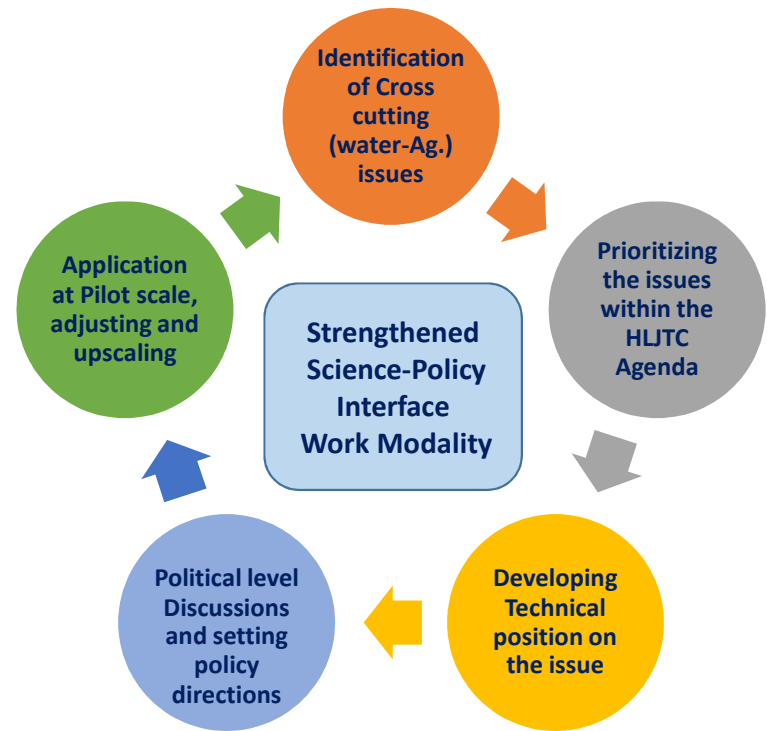 Identification
of Cross
cutting
(water-Ag.)
issues
Prioritizing
the issues
within the
HLJTC
Agenda
Developing
Technical
position on
the issue
Political level
Discussions
and setting
policy
directions
Application
at Pilot scale,
adjusting and
upscaling
Strengthened
Science-Policy
Interface
Work Modality